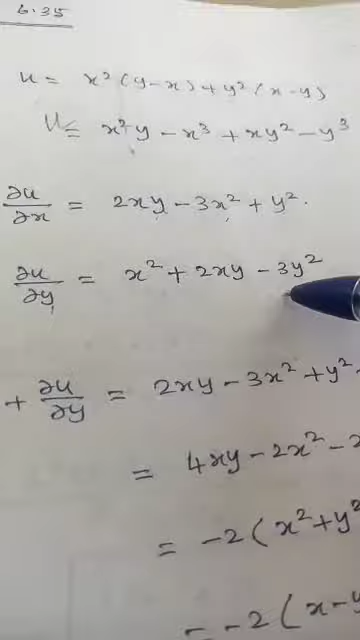 6.35
u = x²(y-x) + y²(x-y)
U = x²y - x³ + xy² - y³
∂u/∂x = 2xy - 3x² + y².
∂u/∂y = x² + 2xy - 3y²
+ ∂u/∂y = 2xy - 3x² + y²
= 4xy - 2x² - 2
= -2(x² + y²
= -2(x-y